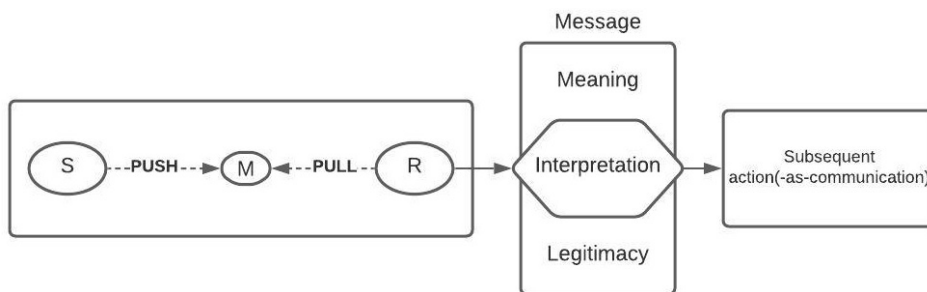 Message
Meaning
S
PUSH
M
PULL
R
Interpretation
Subsequent
action(-as-communication)
Legitimacy